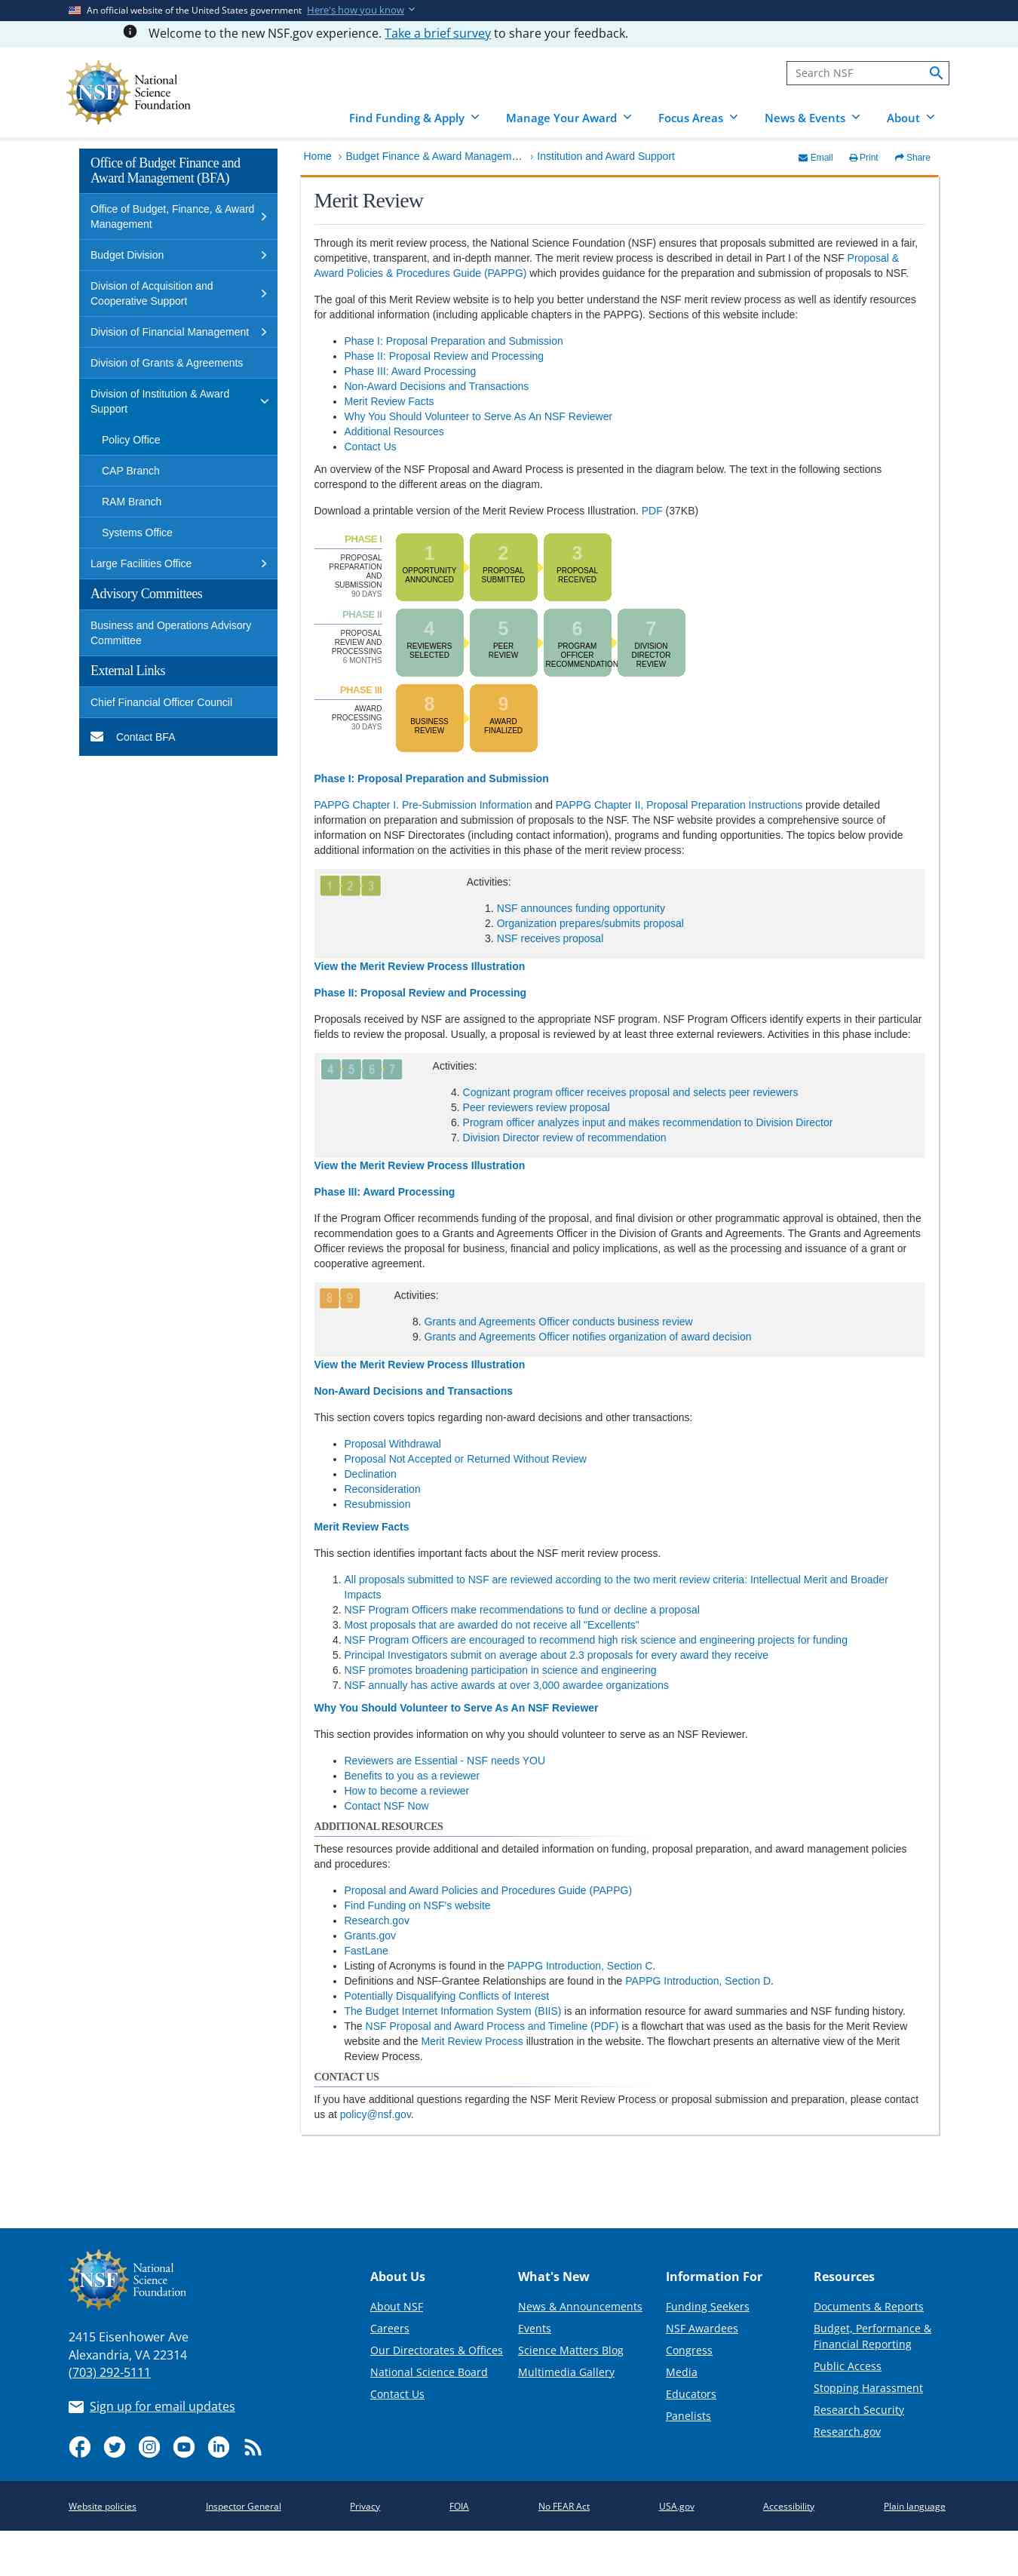 An official website of the United States government Here's how you know
Welcome to the new NSF.gov experience. Take a brief survey to share your feedback.
NSF
National
Science
Foundation
Search NSF
Find Funding & Apply Manage Your Award Focus Areas News & Events About
Office of Budget Finance and
Award Management (BFA)
Office of Budget, Finance, & Award
Management
Budget Division
Division of Acquisition and
Cooperative Support
Division of Financial Management
Division of Grants & Agreements
Division of Institution & Award
Support
Policy Office
CAP Branch
RAM Branch
Systems Office
Large Facilities Office
Advisory Committees
Business and Operations Advisory
Committee
External Links
Chief Financial Officer Council
Contact BFA
Home › Budget Finance & Award Managem... › Institution and Award Support
Email Print Share
Merit Review
Through its merit review process, the National Science Foundation (NSF) ensures that proposals submitted are reviewed in a fair,
competitive, transparent, and in-depth manner. The merit review process is described in detail in Part I of the NSF Proposal &
Award Policies & Procedures Guide (PAPPG) which provides guidance for the preparation and submission of proposals to NSF.
The goal of this Merit Review website is to help you better understand the NSF merit review process as well as identify resources
for additional information (including applicable chapters in the PAPPG). Sections of this website include:
• Phase I: Proposal Preparation and Submission
• Phase II: Proposal Review and Processing
• Phase III: Award Processing
• Non-Award Decisions and Transactions
• Merit Review Facts
• Why You Should Volunteer to Serve As An NSF Reviewer
• Additional Resources
• Contact Us
An overview of the NSF Proposal and Award Process is presented in the diagram below. The text in the following sections
correspond to the different areas on the diagram.
Download a printable version of the Merit Review Process Illustration. PDF (37KB)
PHASE I
PROPOSAL
PREPARATION
AND
SUBMISSION
90 DAYS
1
OPPORTUNITY
ANNOUNCED
2
PROPOSAL
SUBMITTED
3
PROPOSAL
RECEIVED
PHASE II
PROPOSAL
REVIEW AND
PROCESSING
6 MONTHS
4
REVIEWERS
SELECTED
5
PEER
REVIEW
6
PROGRAM
OFFICER
RECOMMENDATION
7
DIVISION
DIRECTOR
REVIEW
PHASE III
AWARD
PROCESSING
30 DAYS
8
BUSINESS
REVIEW
9
AWARD
FINALIZED
Phase I: Proposal Preparation and Submission
PAPPG Chapter I. Pre-Submission Information and PAPPG Chapter II, Proposal Preparation Instructions provide detailed
information on preparation and submission of proposals to the NSF. The NSF website provides a comprehensive source of
information on NSF Directorates (including contact information), programs and funding opportunities. The topics below provide
additional information on the activities in this phase of the merit review process:
1 2 3
Activities:
1. NSF announces funding opportunity
2. Organization prepares/submits proposal
3. NSF receives proposal
View the Merit Review Process Illustration
Phase II: Proposal Review and Processing
Proposals received by NSF are assigned to the appropriate NSF program. NSF Program Officers identify experts in their particular
fields to review the proposal. Usually, a proposal is reviewed by at least three external reviewers. Activities in this phase include:
4 5 6 7
Activities:
4. Cognizant program officer receives proposal and selects peer reviewers
5. Peer reviewers review proposal
6. Program officer analyzes input and makes recommendation to Division Director
7. Division Director review of recommendation
View the Merit Review Process Illustration
Phase III: Award Processing
If the Program Officer recommends funding of the proposal, and final division or other programmatic approval is obtained, then the
recommendation goes to a Grants and Agreements Officer in the Division of Grants and Agreements. The Grants and Agreements
Officer reviews the proposal for business, financial and policy implications, as well as the processing and issuance of a grant or
cooperative agreement.
8 9
Activities:
8. Grants and Agreements Officer conducts business review
9. Grants and Agreements Officer notifies organization of award decision
View the Merit Review Process Illustration
Non-Award Decisions and Transactions
This section covers topics regarding non-award decisions and other transactions:
• Proposal Withdrawal
• Proposal Not Accepted or Returned Without Review
• Declination
• Reconsideration
• Resubmission
Merit Review Facts
This section identifies important facts about the NSF merit review process.
1. All proposals submitted to NSF are reviewed according to the two merit review criteria: Intellectual Merit and Broader
Impacts
2. NSF Program Officers make recommendations to fund or decline a proposal
3. Most proposals that are awarded do not receive all "Excellents"
4. NSF Program Officers are encouraged to recommend high risk science and engineering projects for funding
5. Principal Investigators submit on average about 2.3 proposals for every award they receive
6. NSF promotes broadening participation in science and engineering
7. NSF annually has active awards at over 3,000 awardee organizations
Why You Should Volunteer to Serve As An NSF Reviewer
This section provides information on why you should volunteer to serve as an NSF Reviewer.
• Reviewers are Essential - NSF needs YOU
• Benefits to you as a reviewer
• How to become a reviewer
• Contact NSF Now
ADDITIONAL RESOURCES
These resources provide additional and detailed information on funding, proposal preparation, and award management policies
and procedures:
• Proposal and Award Policies and Procedures Guide (PAPPG)
• Find Funding on NSF's website
• Research.gov
• Grants.gov
• FastLane
• Listing of Acronyms is found in the PAPPG Introduction, Section C.
• Definitions and NSF-Grantee Relationships are found in the PAPPG Introduction, Section D.
• Potentially Disqualifying Conflicts of Interest
• The Budget Internet Information System (BIIS) is an information resource for award summaries and NSF funding history.
• The NSF Proposal and Award Process and Timeline (PDF) is a flowchart that was used as the basis for the Merit Review
website and the Merit Review Process illustration in the website. The flowchart presents an alternative view of the Merit
Review Process.
CONTACT US
If you have additional questions regarding the NSF Merit Review Process or proposal submission and preparation, please contact
us at policy@nsf.gov.
NSF
National
Science
Foundation
2415 Eisenhower Ave
Alexandria, VA 22314
(703) 292-5111
Sign up for email updates
About Us
About NSF
Careers
Our Directorates & Offices
National Science Board
Contact Us
What's New
News & Announcements
Events
Science Matters Blog
Multimedia Gallery
Information For
Funding Seekers
NSF Awardees
Congress
Media
Educators
Panelists
Resources
Documents & Reports
Budget, Performance &
Financial Reporting
Public Access
Stopping Harassment
Research Security
Research.gov
Website policies Inspector General Privacy FOIA No FEAR Act USA.gov Accessibility Plain language